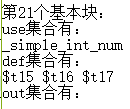 第21个基本块:
use集合有:
_simple_int_num
def集合有:
$t15 $t16 $t17
out集合有: